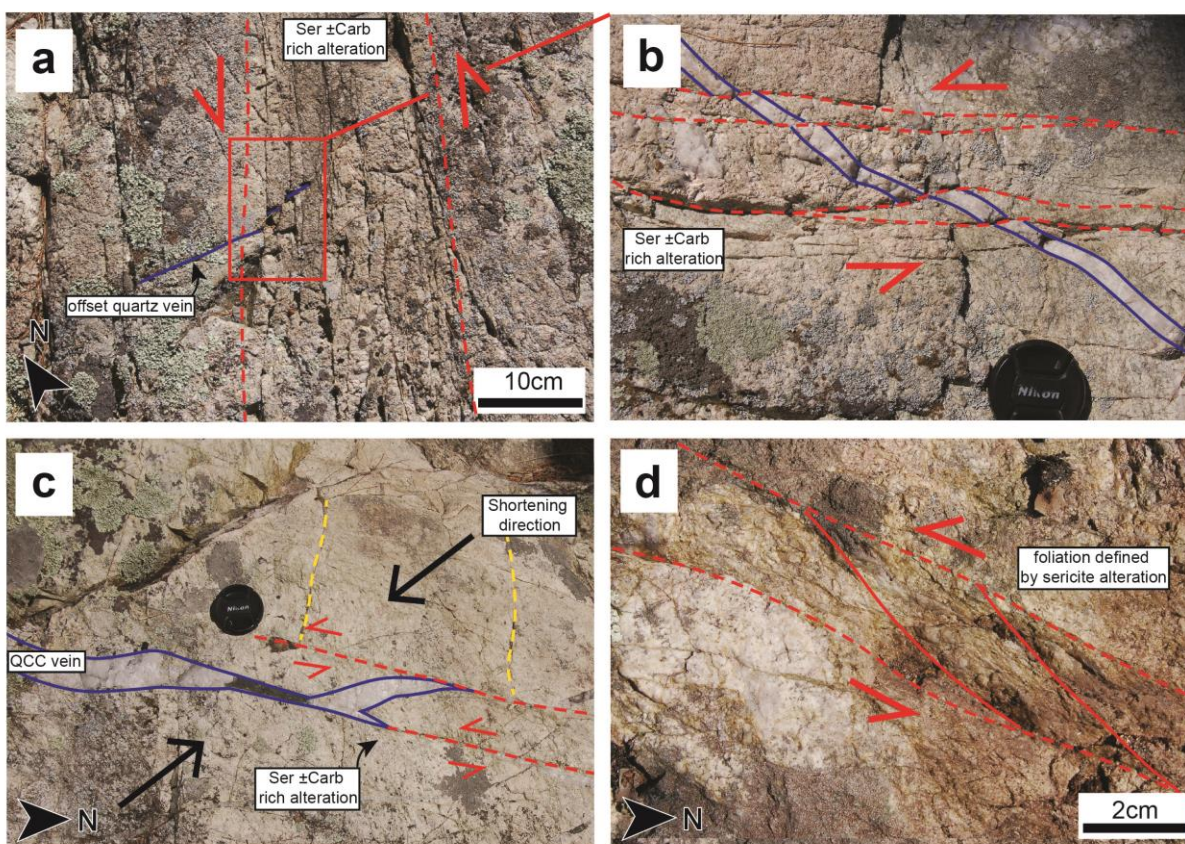 a
Ser ±Carb
rich alteration
offset quartz vein
N
10cm
b
Ser ±Carb
rich alteration
Nikon
c
Shortening
direction
Nikon
QCC vein
Ser ±Carb
rich alteration
N
d
foliation defined
by sericite alteration
N
2cm